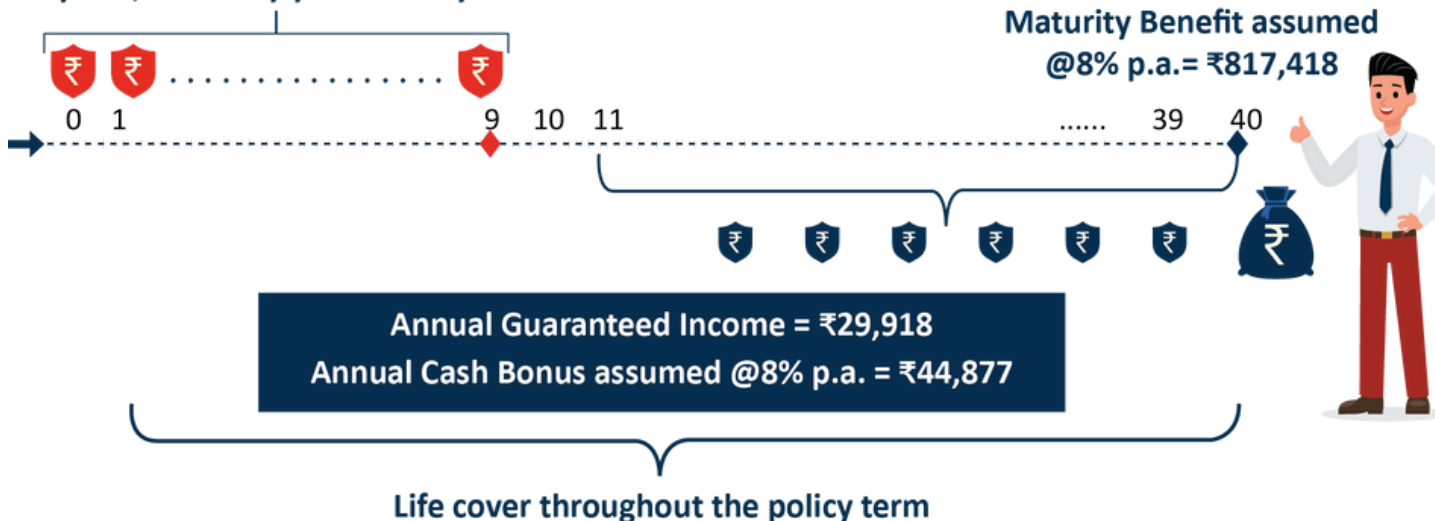 Maturity Benefit assumed
@8% p.a.= ₹817,418
₹ ₹ ₹
0 1 9 10 11 ...... 39 40
₹ ₹ ₹ ₹ ₹ ₹ ₹
Annual Guaranteed Income = ₹29,918
Annual Cash Bonus assumed @8% p.a. = ₹44,877
Life cover throughout the policy term